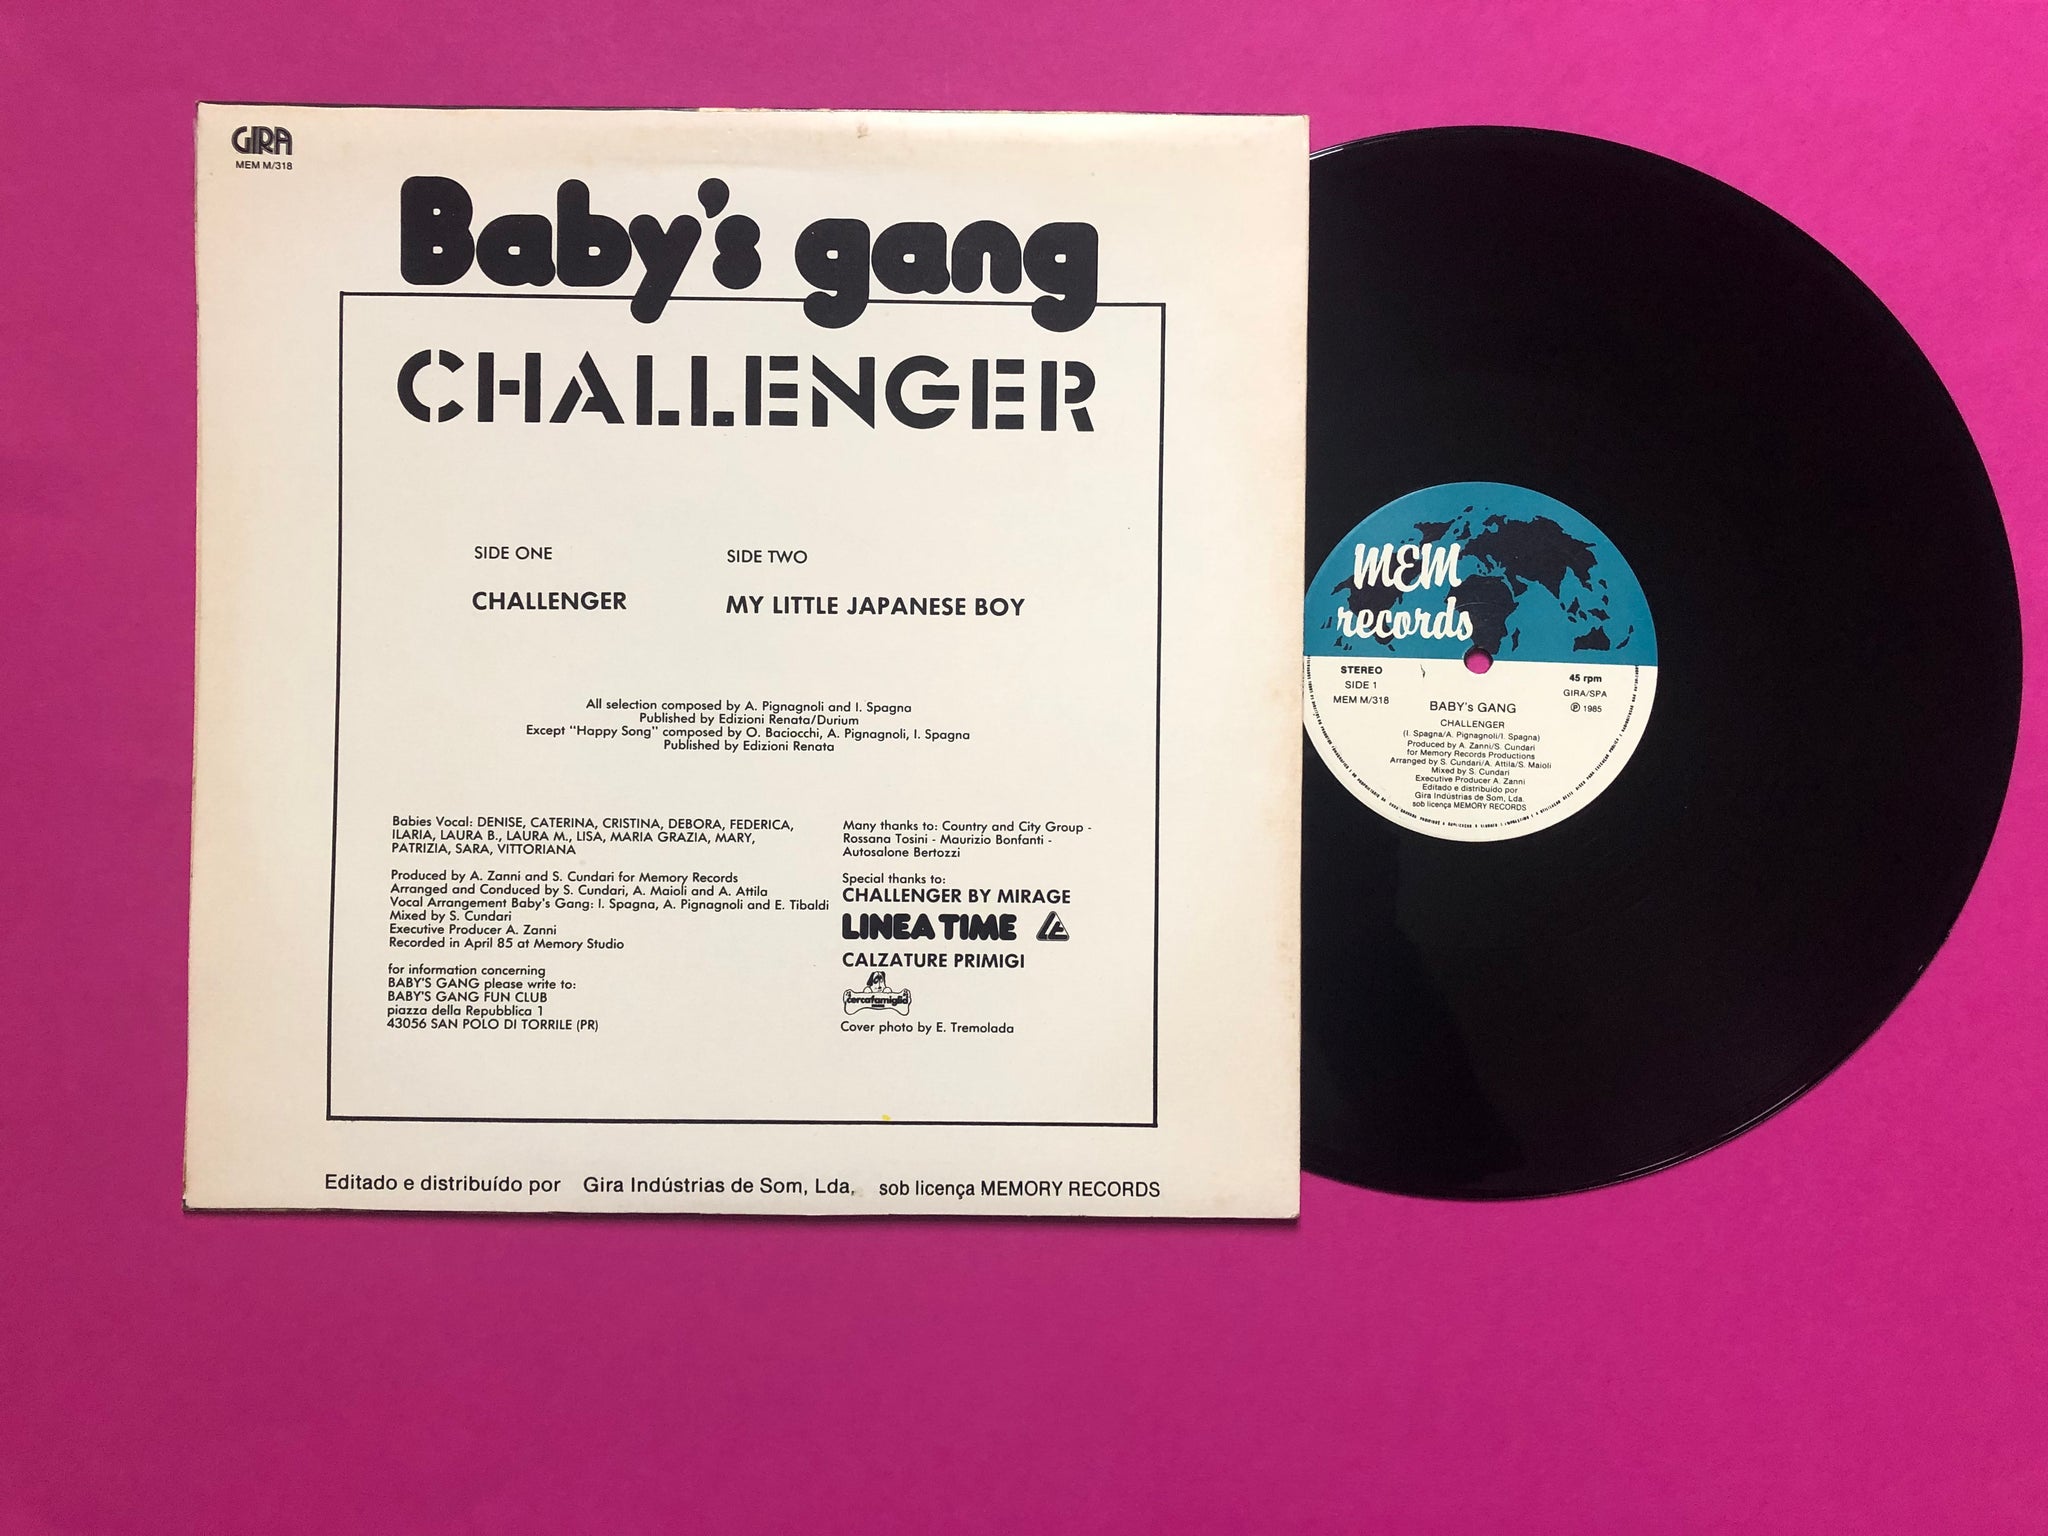 GIRA
MEM M/318
Baby's gang
CHALLENGER
SIDE ONE
CHALLENGER
SIDE TWO
MY LITTLE JAPANESE BOY
All selection composed by A. Pignagnoli and I. Spagna
Published by Edizioni Renata/Durium
Except "Happy Song" composed by O. Baciocchi, A. Pignagnoli, I. Spagna
Published by Edizioni Renata
Babies Vocal: DENISE, CATERINA, CRISTINA, DEBORA, FEDERICA,
ILARIA, LAURA B., LAURA M., LISA, MARIA GRAZIA, MARY,
PATRIZIA, SARA, VITTORIANA
Produced by A. Zanni and S. Cundari for Memory Records
Arranged and Conduced by S. Cundari, A. Maioli and A. Attila
Vocal Arrangement Baby's Gang: I. Spagna, A. Pignagnoli and E. Tibaldi
Mixed by S. Cundari
Executive Producer A. Zanni
Recorded in April 85 at Memory Studio
for information concerning
BABY'S GANG please write to:
BABY'S GANG FUN CLUB
piazza della Repubblica 1
43056 SAN POLO DI TORRILE (PR)
Many thanks to: Country and City Group -
Rossana Tosini - Maurizio Bonfanti -
Autosalone Bertozzi
Special thanks to:
CHALLENGER BY MIRAGE
LINEA TIME
CALZATURE PRIMIGI
cercafamiglia
Cover photo by E. Tremolada
Editado e distribuído por Gira Indústrias de Som, Lda. sob licença MEMORY RECORDS
MEM
records
STEREO
SIDE 1
MEM M/318
45 rpm
GIRA/SPA
Ⓟ 1985
BABY's GANG
CHALLENGER
(I. Spagna/A. Pignagnoli/I. Spagna)
Produced by A. Zanni/S. Cundari
for Memory Records Productions
Arranged by S. Cundari/A. Attila/S. Maioli
Mixed by S. Cundari
Executive Producer A. Zanni
Editado e distribuído por
Gira Indústrias de Som, Lda.
sob licença MEMORY RECORDS